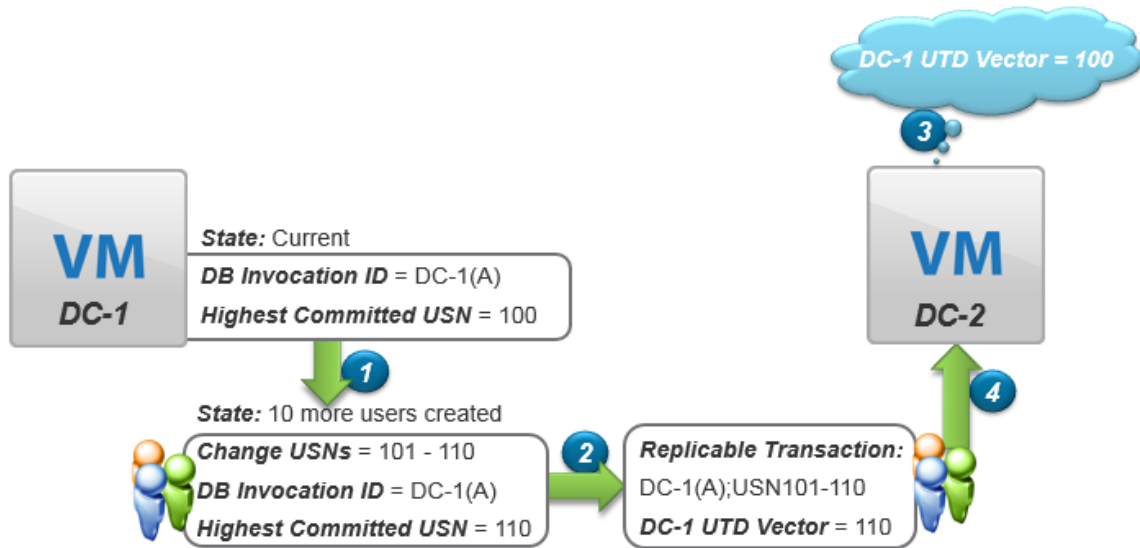 DC-1 UTD Vector = 100
3
VM
DC-1
State: Current
DB Invocation ID = DC-1(A)
Highest Committed USN = 100
VM
DC-2
1
State: 10 more users created
Change USNs = 101 - 110
DB Invocation ID = DC-1(A)
Highest Committed USN = 110
2
Replicable Transaction:
DC-1(A);USN101-110
DC-1 UTD Vector = 110
4